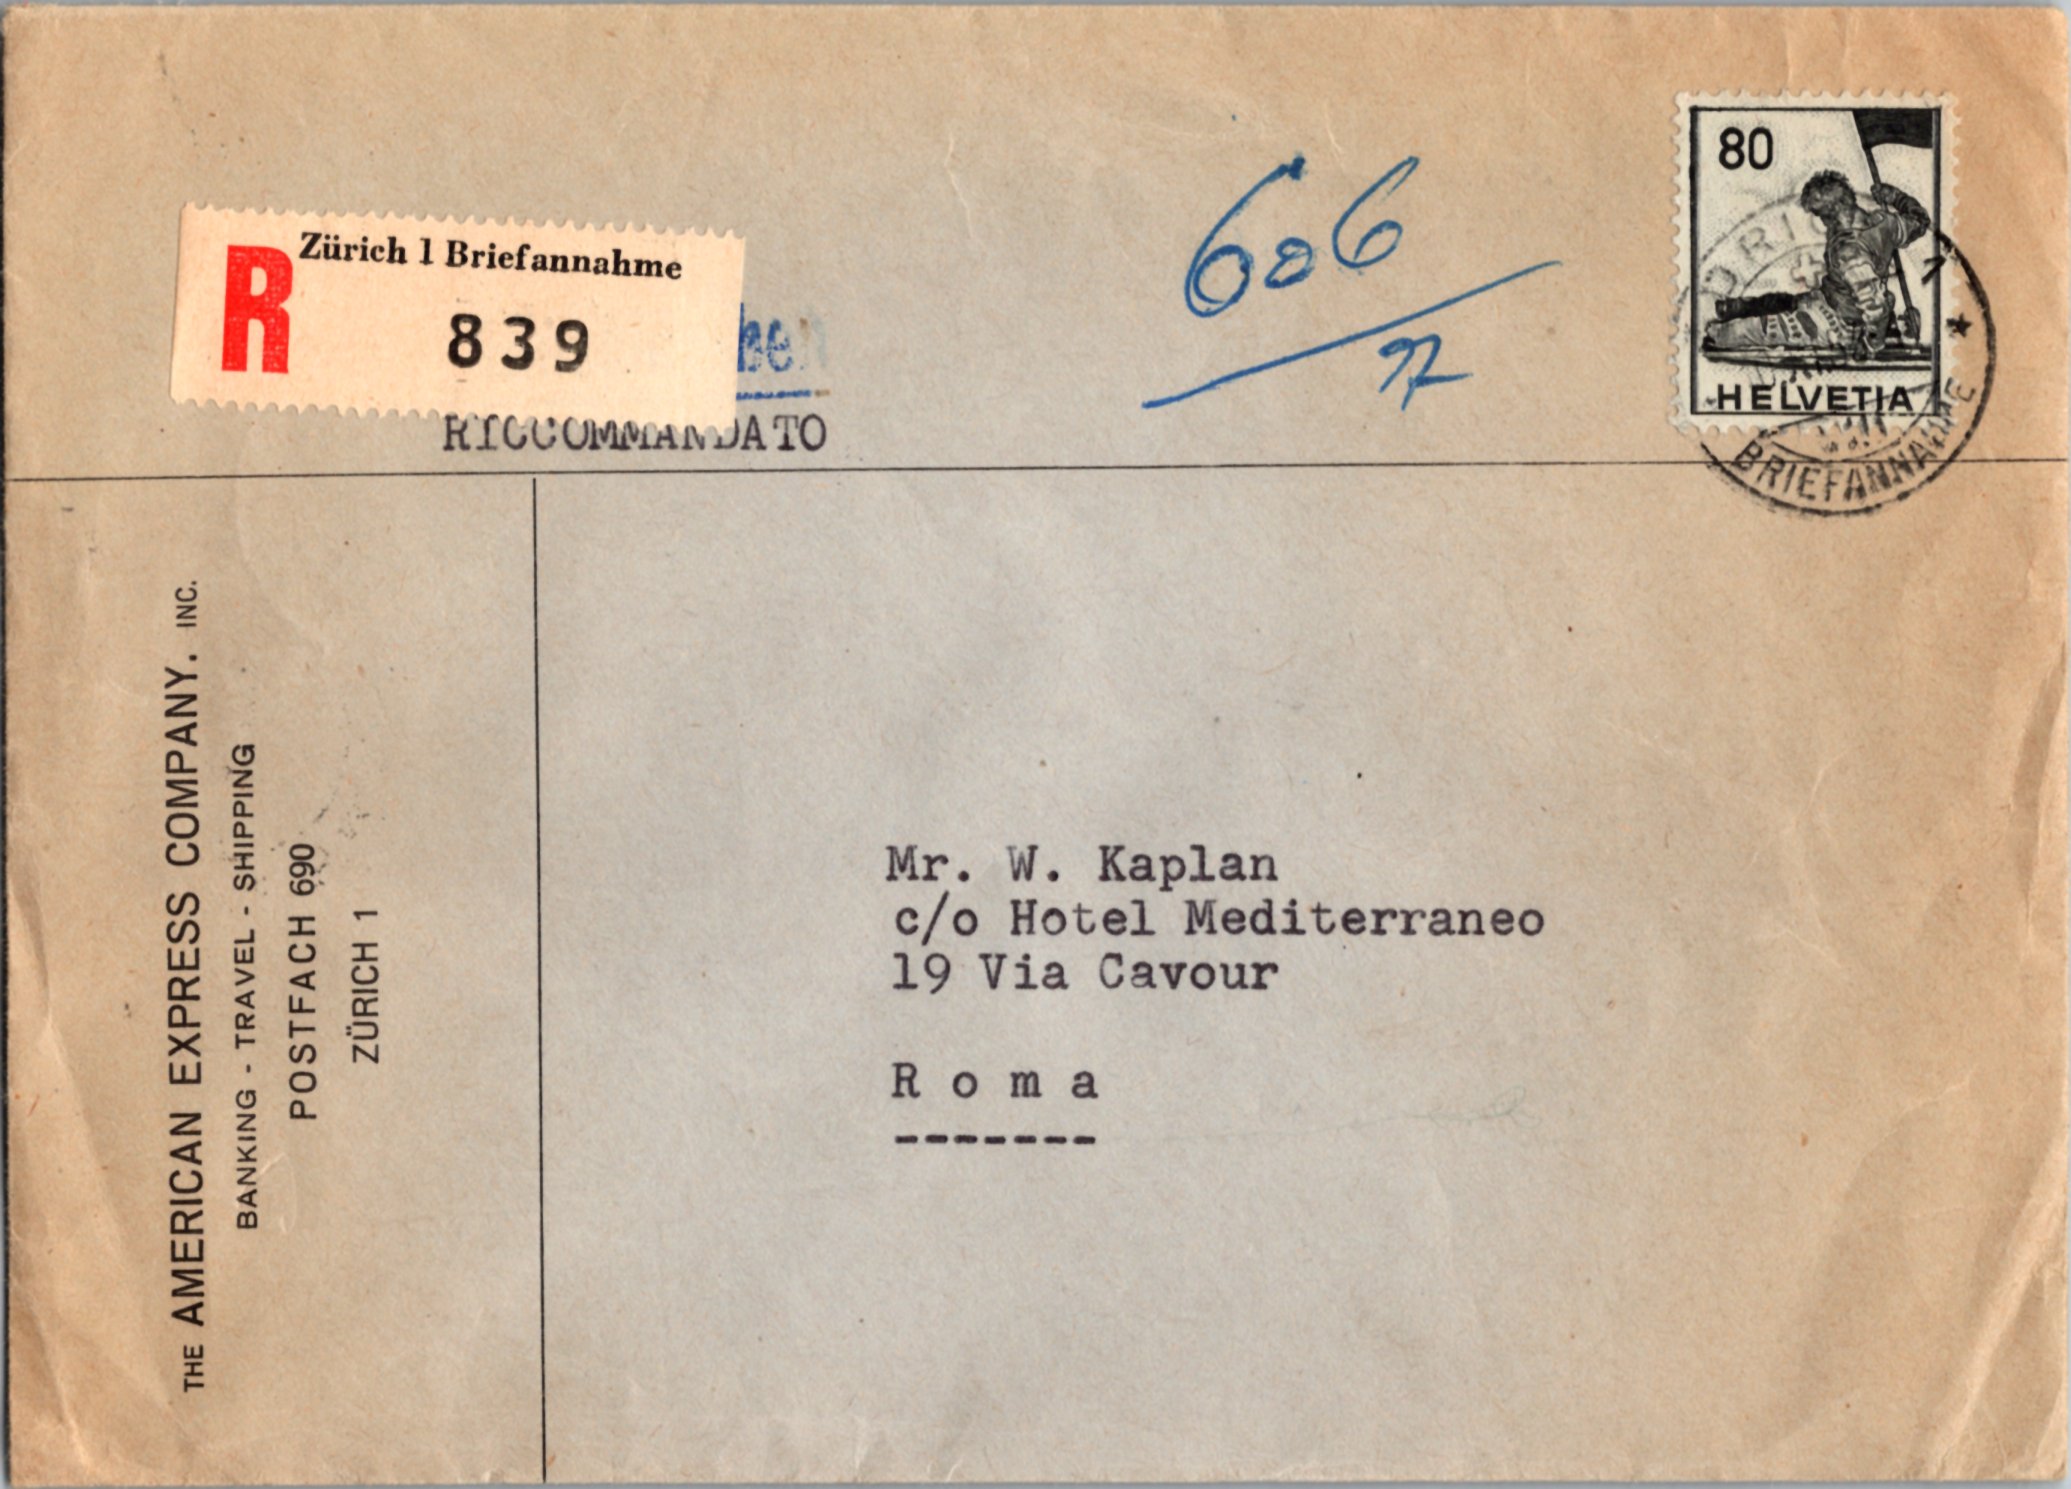 Zürich 1 Briefannahme
R
839
RICCOMMANDATO
606
80
HELVETIA
BRIEFANNAHME
THE AMERICAN EXPRESS COMPANY. INC.
BANKING - TRAVEL - SHIPPING
POSTFACH 690
ZÜRICH 1
Mr. W. Kaplan
c/o Hotel Mediterraneo
19 Via Cavour
R o m a